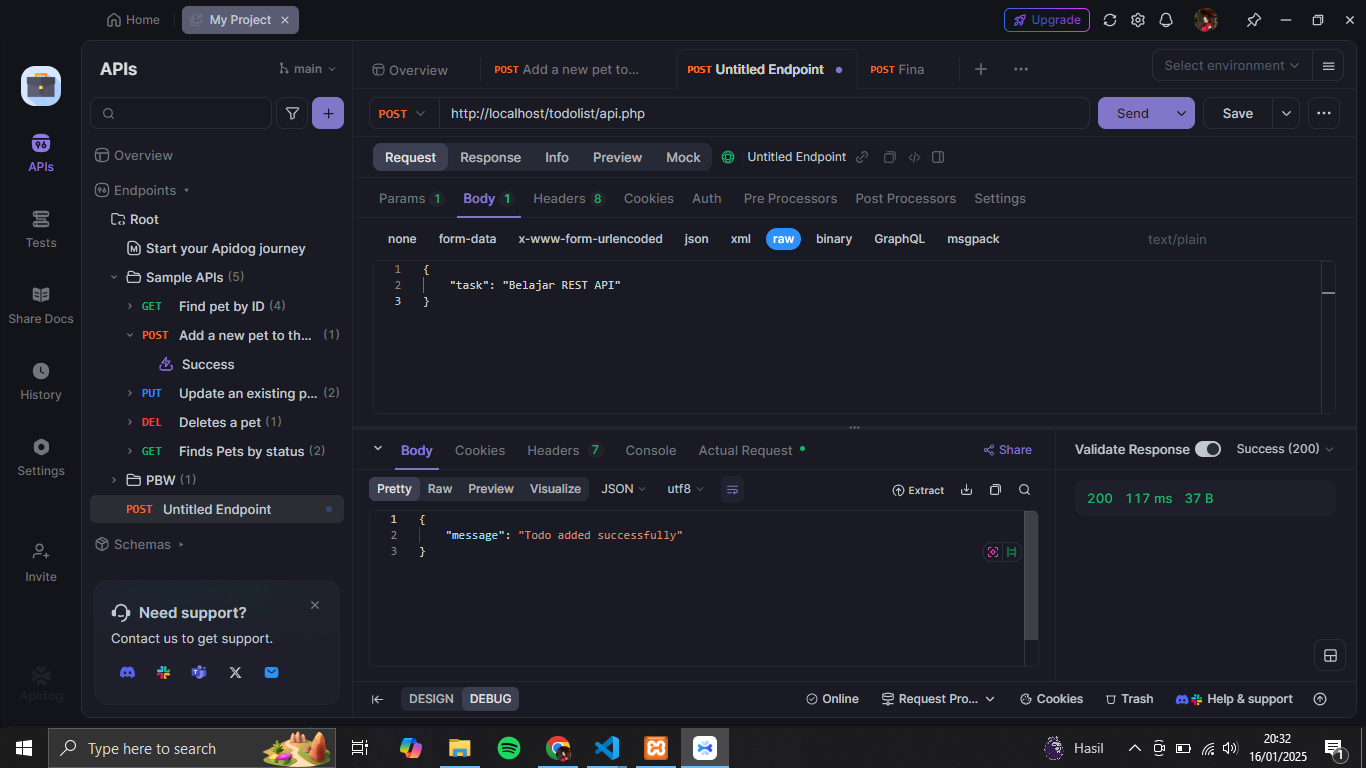 Home
My Project
Upgrade
APIs
main
Overview
POST Add a new pet to...
POST Untitled Endpoint
POST Fina
Select environment
POST
http://localhost/todolist/api.php
Send
Save
APIs
Overview
Request
Response
Info
Preview
Mock
Untitled Endpoint
Endpoints
Params 1
Body 1
Headers 8
Cookies
Auth
Pre Processors
Post Processors
Settings
Root
Tests
Start your Apidog journey
none
form-data
x-www-form-urlencoded
json
xml
raw
binary
GraphQL
msgpack
text/plain
Sample APIs (5)
1 {
2 "task": "Belajar REST API"
3 }
GET Find pet by ID (4)
Share Docs
POST Add a new pet to th... (1)
Success
History
PUT Update an existing p... (2)
DEL Deletes a pet (1)
GET Finds Pets by status (2)
Settings
PBW (1)
POST Untitled Endpoint
Schemas
Body
Cookies
Headers 7
Console
Actual Request
Share
Validate Response
Success (200)
Pretty
Raw
Preview
Visualize
JSON
utf8
Extract
200 117 ms 37 B
1 {
2 "message": "Todo added successfully"
3 }
Invite
Need support?
Contact us to get support.
Apidog
DESIGN
DEBUG
Online
Request Pro...
Cookies
Trash
Help & support
Type here to search
Hasil
20:32
16/01/2025
1